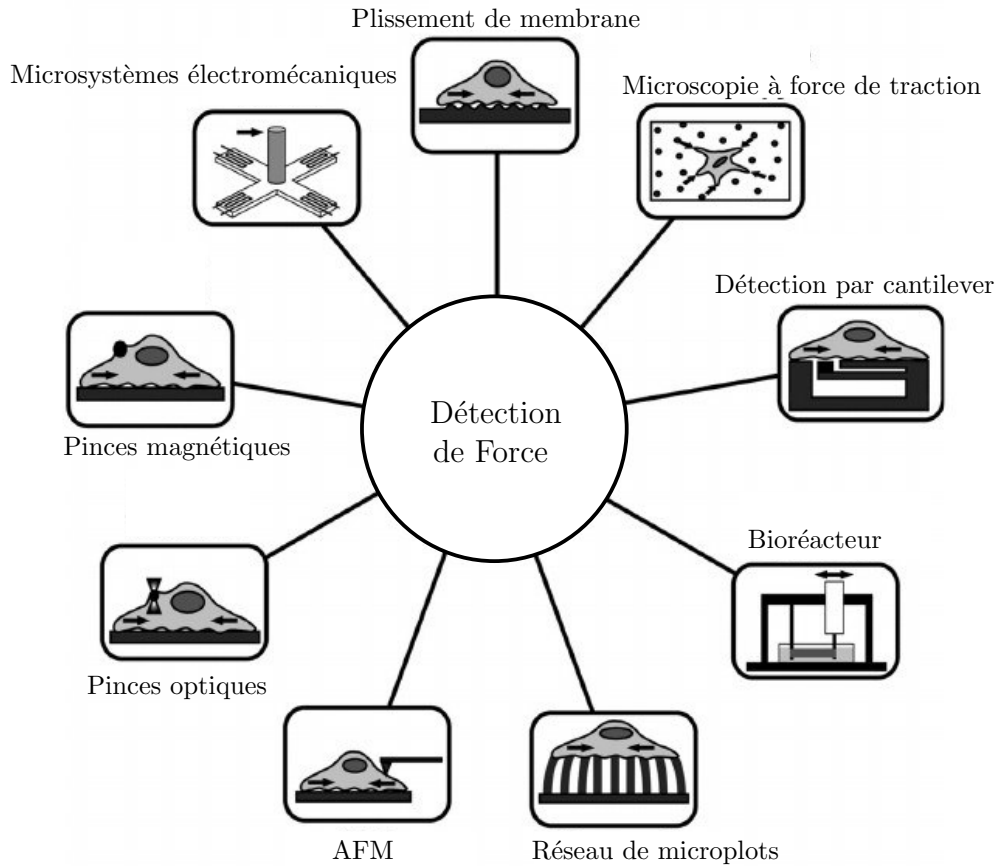 Plissement de membrane
Microsystèmes électromécaniques
Microscopie à force de traction
Détection par cantilever
Détection
de Force
Pinces magnétiques
Bioréacteur
Pinces optiques
AFM
Réseau de microplots